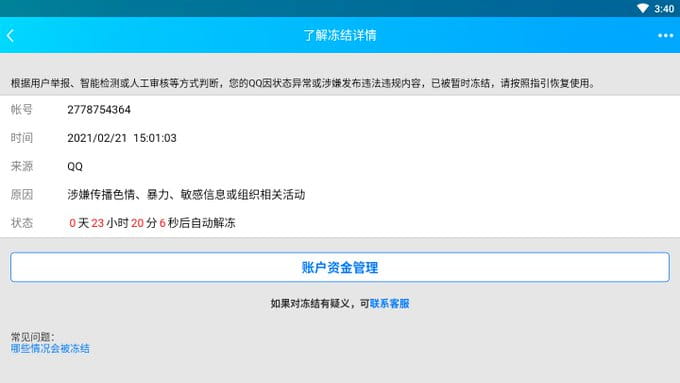 3:40
了解冻结详情
根据用户举报、智能检测或人工审核等方式判断，您的QQ因状态异常或涉嫌发布违法违规内容，已被暂时冻结，请按照指引恢复使用。
帐号 2778754364
时间 2021/02/21 15:01:03
来源 QQ
原因 涉嫌传播色情、暴力、敏感信息或组织相关活动
状态 0天23小时20分6秒后自动解冻
账户资金管理
如果对冻结有疑义，可联系客服
常见问题：
哪些情况会被冻结